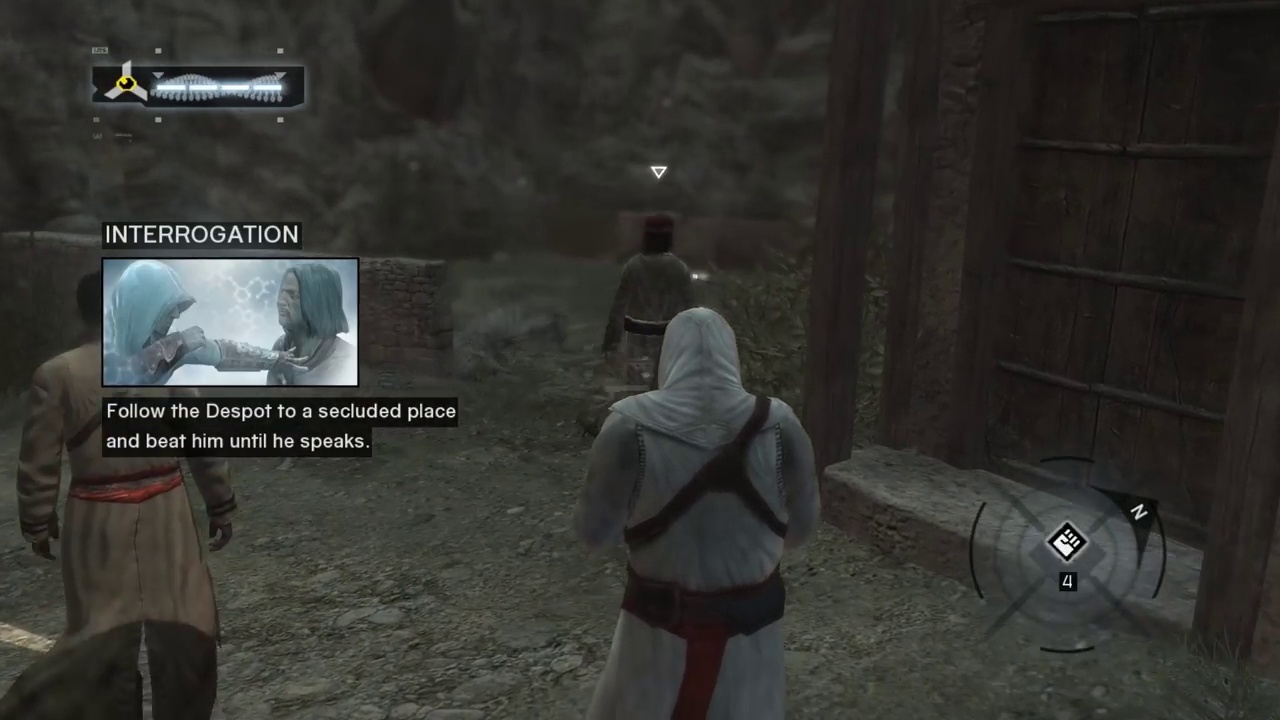 INTERROGATION
Follow the Despot to a secluded place
and beat him until he speaks.
N
4